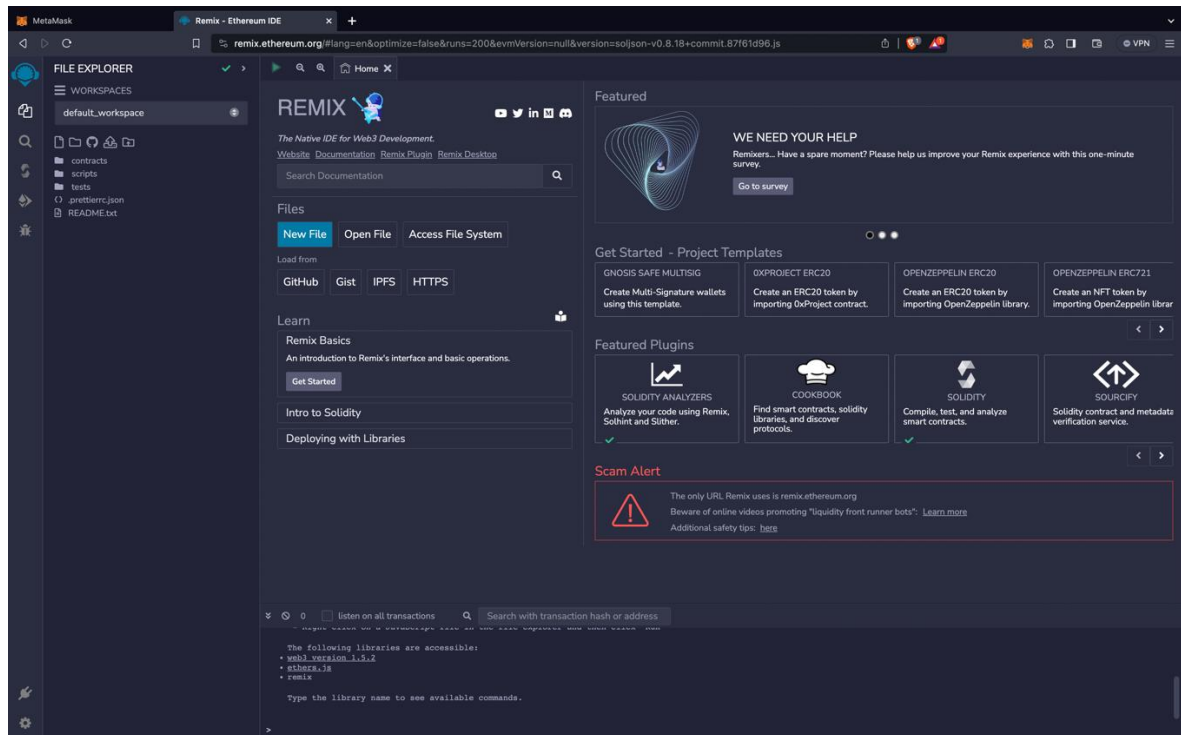 MetaMask
Remix - Ethereum IDE
remix.ethereum.org/#lang=en&optimize=false&runs=200&evmVersion=null&version=soljson-v0.8.18+commit.87f61d96.js
VPN
FILE EXPLORER
WORKSPACES
default_workspace
contracts
scripts
tests
.prettierrc.json
README.txt
Home
REMIX
The Native IDE for Web3 Development.
Website Documentation Remix Plugin Remix Desktop
Search Documentation
Files
New File Open File Access File System
Load from
GitHub Gist IPFS HTTPS
Learn
Remix Basics
An introduction to Remix's interface and basic operations.
Get Started
Intro to Solidity
Deploying with Libraries
Featured
WE NEED YOUR HELP
Remixers... Have a spare moment? Please help us improve your Remix experience with this one-minute
survey.
Go to survey
Get Started - Project Templates
GNOSIS SAFE MULTISIG
Create Multi-Signature wallets
using this template.
0XPROJECT ERC20
Create an ERC20 token by
importing 0xProject contract.
OPENZEPPELIN ERC20
Create an ERC20 token by
importing OpenZeppelin library.
OPENZEPPELIN ERC721
Create an NFT token by
importing OpenZeppelin librar
Featured Plugins
SOLIDITY ANALYZERS
Analyze your code using Remix,
Solhint and Slither.
COOKBOOK
Find smart contracts, solidity
libraries, and discover
protocols.
SOLIDITY
Compile, test, and analyze
smart contracts.
SOURCIFY
Solidity contract and metadata
verification service.
Scam Alert
The only URL Remix uses is remix.ethereum.org
Beware of online videos promoting "liquidity front runner bots": Learn more
Additional safety tips: here
0 listen on all transactions Search with transaction hash or address
The following libraries are accessible:
• web3 version 1.5.2
• ethers.js
• remix
Type the library name to see available commands.
>